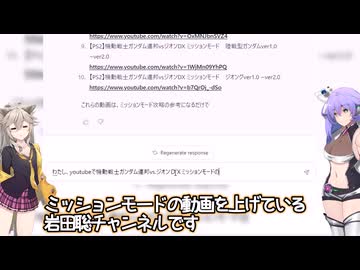 https://www.youtube.com/watch?v=OxMNJbnSVZ4
9. 【PS2】機動戦士ガンダム連邦vsジオンDX ミッションモード 陸戦型ガンダムver1.0
~ver2.0
https://www.youtube.com/watch?v=1WjMn09YhPQ
10. 【PS2】機動戦士ガンダム連邦vsジオンDX ミッションモード ジオングver1.0 ~ver2.0
https://www.youtube.com/watch?v=b7Qr0j_-dSo
これらの動画は、ミッションモード攻略の参考になるだけで
Regenerate response
わたし、youtubeで機動戦士ガンダム連邦vs.ジオンDXミッションモードの
ミッションモードの動画を上げている
岩田聡チャンネルです